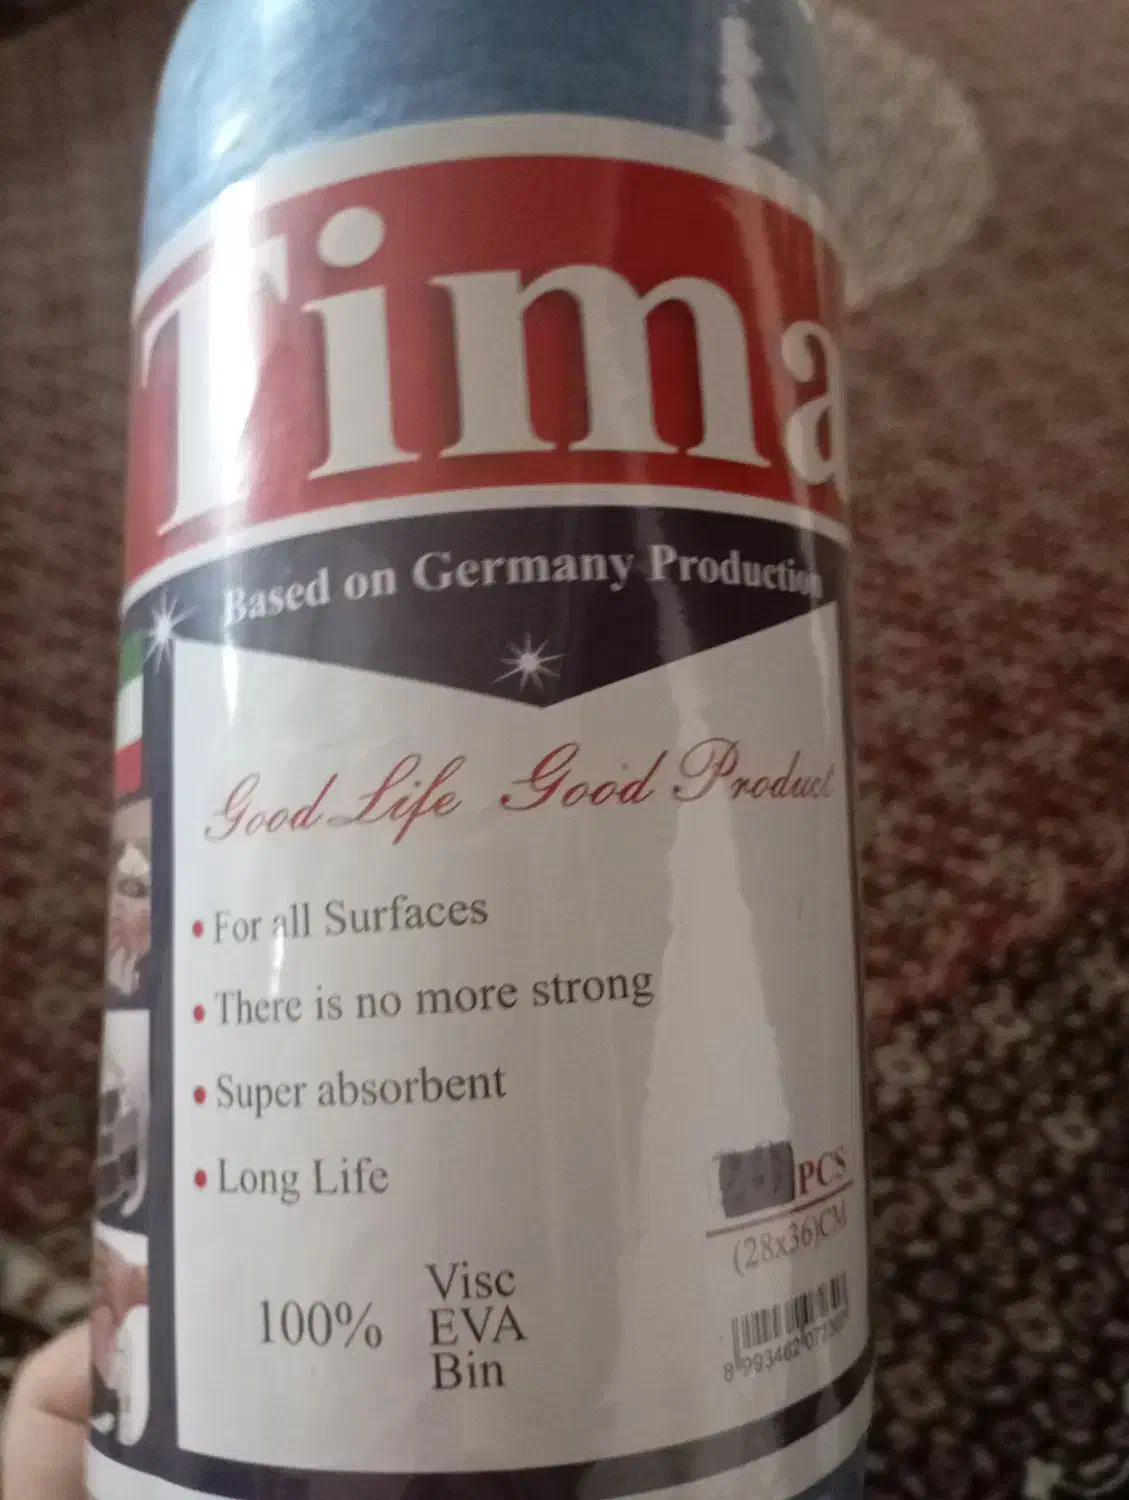 Tima
Based on Germany Production
Good Life Good Product
• For all Surfaces
• There is no more strong
• Super absorbent
• Long Life
PCS
(28x36)CM
100% Visc
EVA
Bin